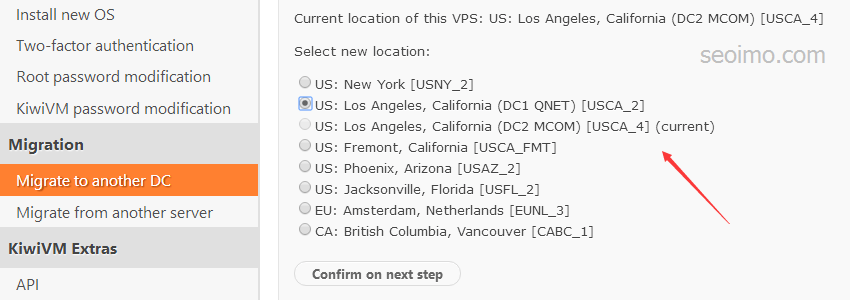 Install new OS
Two-factor authentication
Root password modification
KiwiVM password modification
Migration
Migrate to another DC
Migrate from another server
KiwiVM Extras
API
Current location of this VPS: US: Los Angeles, California (DC2 MCOM) [USCA_4]
Select new location:
seoimo.com
US: New York [USNY_2]
US: Los Angeles, California (DC1 QNET) [USCA_2]
US: Los Angeles, California (DC2 MCOM) [USCA_4] (current)
US: Fremont, California [USCA_FMT]
US: Phoenix, Arizona [USAZ_2]
US: Jacksonville, Florida [USFL_2]
EU: Amsterdam, Netherlands [EUNL_3]
CA: British Columbia, Vancouver [CABC_1]
Confirm on next step